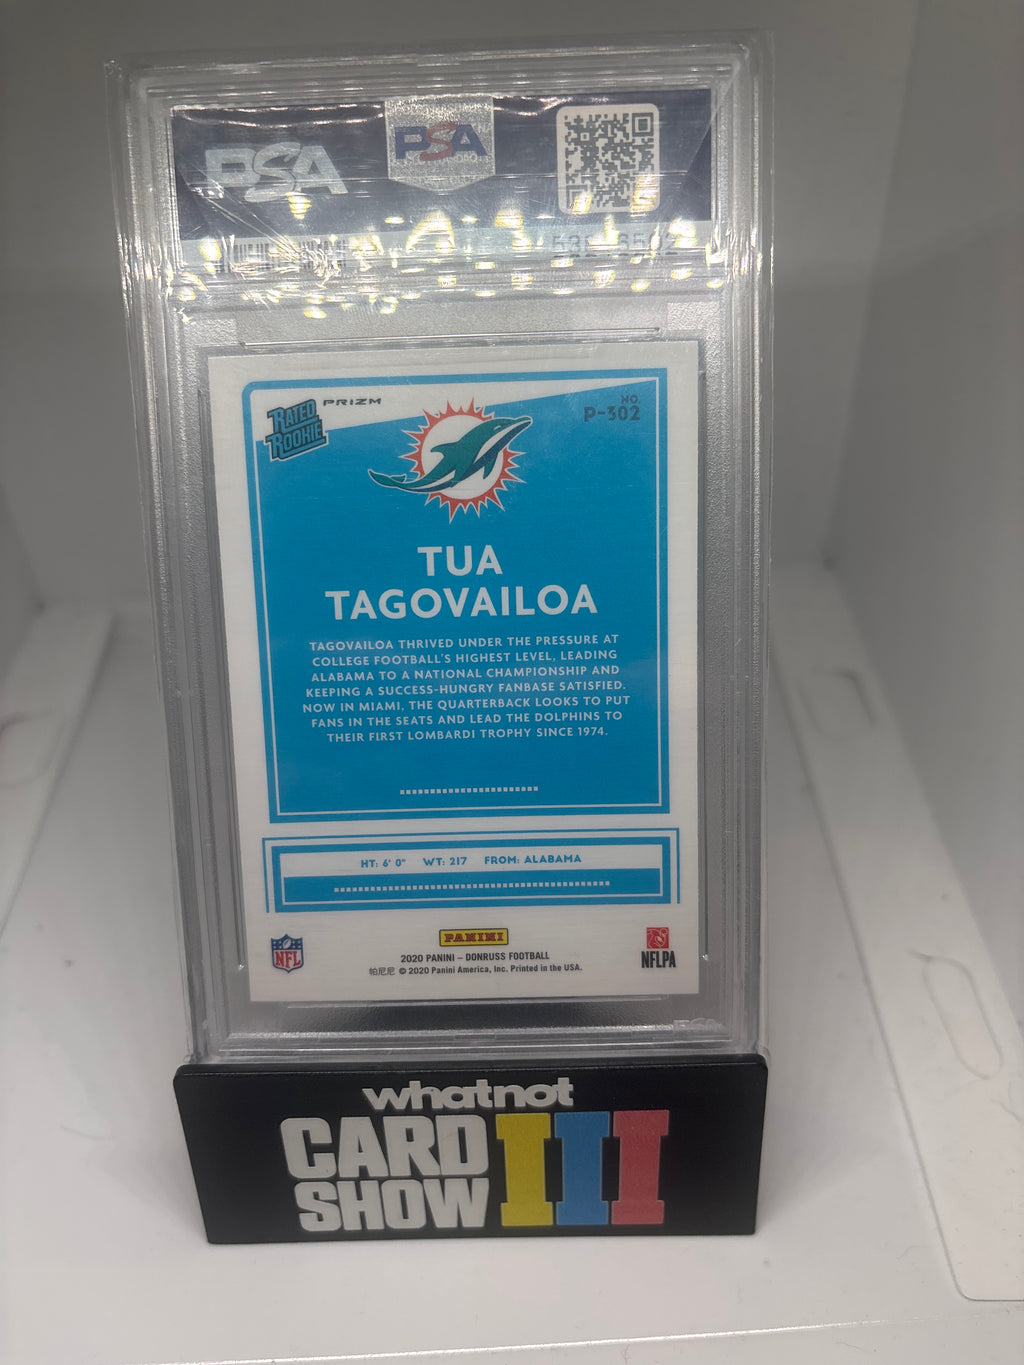 PSA
PSA
RATED
ROOKIE
PRIZM
NO.
P-302
TUA
TAGOVAILOA
TAGOVAILOA THRIVED UNDER THE PRESSURE AT
COLLEGE FOOTBALL'S HIGHEST LEVEL, LEADING
ALABAMA TO A NATIONAL CHAMPIONSHIP AND
KEEPING A SUCCESS-HUNGRY FANBASE SATISFIED.
NOW IN MIAMI, THE QUARTERBACK LOOKS TO PUT
FANS IN THE SEATS AND LEAD THE DOLPHINS TO
THEIR FIRST LOMBARDI TROPHY SINCE 1974.
HT: 6' 0" WT: 217 FROM: ALABAMA
NFL
PANINI
NFLPA
2020 PANINI – DONRUSS FOOTBALL
帕尼尼 © 2020 Panini America, Inc. Printed in the USA.
whatnot
CARD
SHOW
III